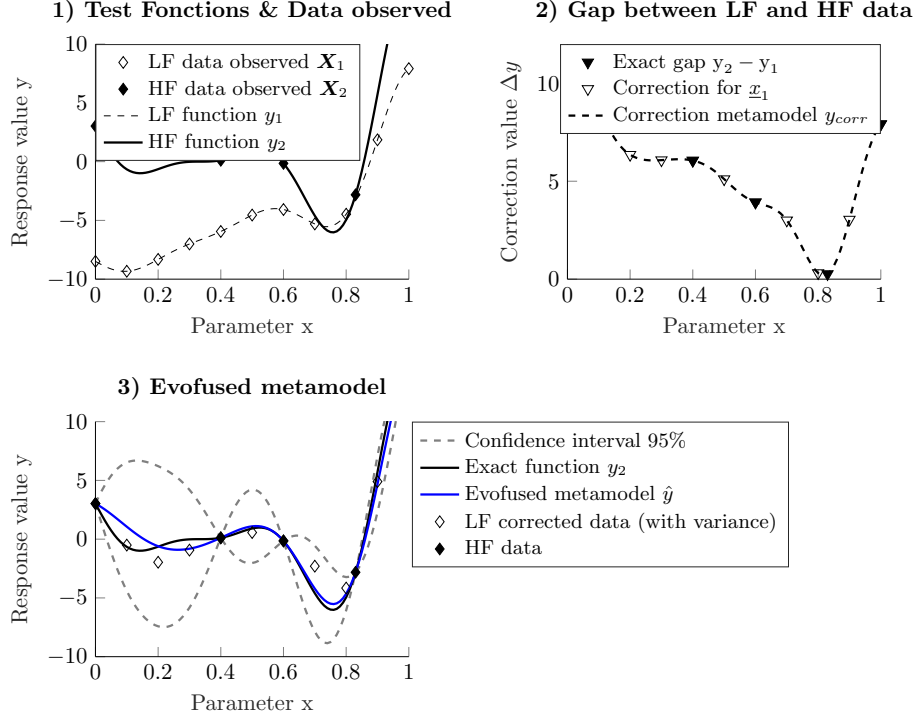 1) Test Fonctions & Data observed
10
5
0
−5
−10
0
0.2
0.4
0.6
0.8
1
Response value y
Parameter x
LF data observed X₁
HF data observed X₂
LF function y₁
HF function y₂
2) Gap between LF and HF data
10
5
0
0
0.2
0.4
0.6
0.8
1
Correction value Δy
Parameter x
Exact gap y₂ − y₁
Correction for x₁
Correction metamodel y_corr
3) Evofused metamodel
10
5
0
−5
−10
0
0.2
0.4
0.6
0.8
1
Response value y
Parameter x
Confidence interval 95%
Exact function y₂
Evofused metamodel ŷ
LF corrected data (with variance)
HF data